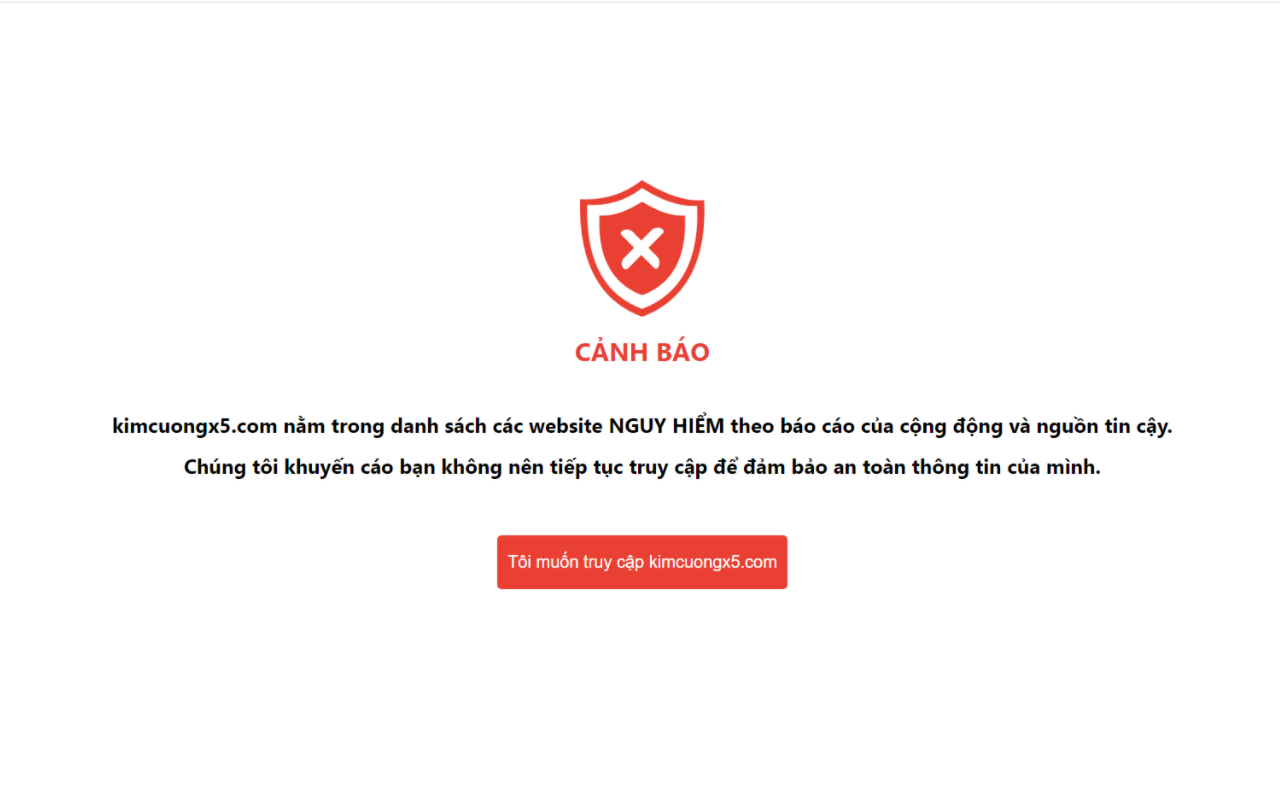 CẢNH BÁO
kimcuongx5.com nằm trong danh sách các website NGUY HIỂM theo báo cáo của cộng động và nguồn tin cậy.
Chúng tôi khuyến cáo bạn không nên tiếp tục truy cập để đảm bảo an toàn thông tin của mình.
Tôi muốn truy cập kimcuongx5.com